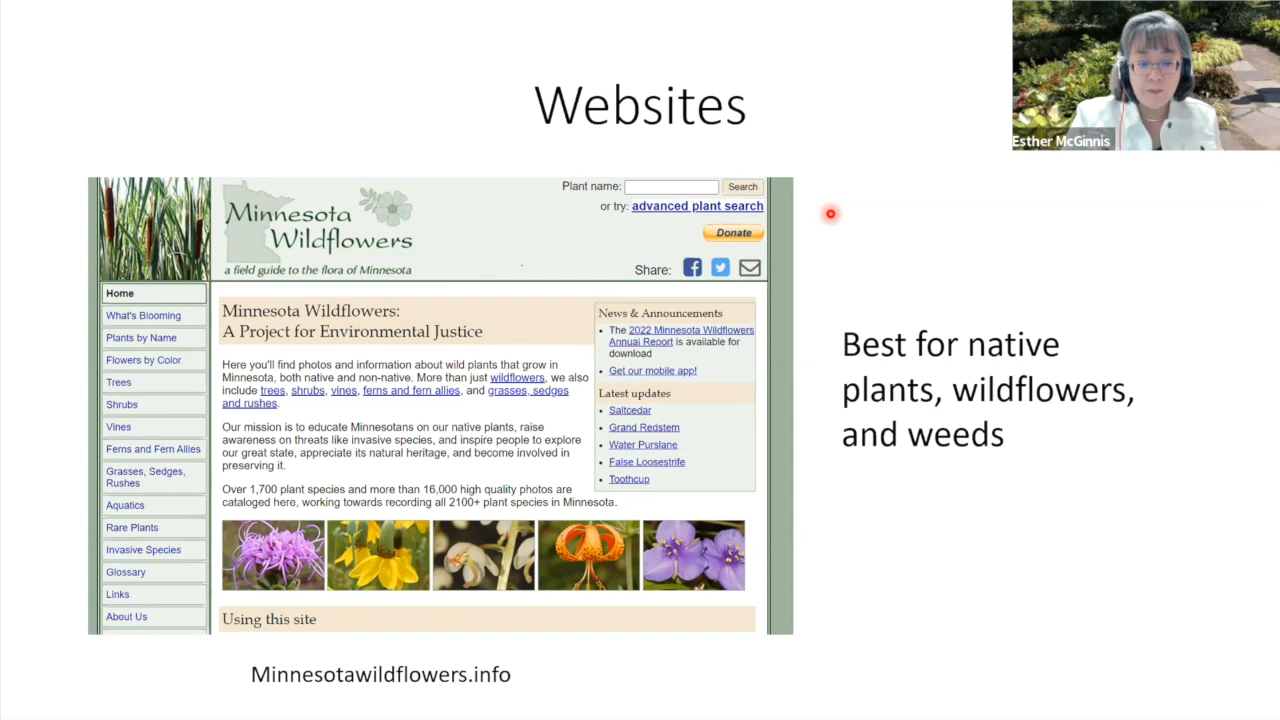 Websites
Esther McGinnis
Minnesota
Wildflowers
a field guide to the flora of Minnesota
Plant name:
Search
or try: advanced plant search
Donate
Share:
Home
What's Blooming
Plants by Name
Flowers by Color
Trees
Shrubs
Vines
Ferns and Fern Allies
Grasses, Sedges,
Rushes
Aquatics
Rare Plants
Invasive Species
Glossary
Links
About Us
Minnesota Wildflowers:
A Project for Environmental Justice
Here you'll find photos and information about wild plants that grow in
Minnesota, both native and non-native. More than just wildflowers, we also
include trees, shrubs, vines, ferns and fern allies, and grasses, sedges
and rushes.
Our mission is to educate Minnesotans on our native plants, raise
awareness on threats like invasive species, and inspire people to explore
our great state, appreciate its natural heritage, and become involved in
preserving it.
Over 1,700 plant species and more than 16,000 high quality photos are
cataloged here, working towards recording all 2100+ plant species in Minnesota.
News & Announcements
• The 2022 Minnesota Wildflowers
Annual Report is available for
download
• Get our mobile app!
Latest updates
• Saltcedar
• Grand Redstem
• Water Purslane
• False Loosestrife
• Toothcup
Using this site
Best for native
plants, wildflowers,
and weeds
Minnesotawildflowers.info